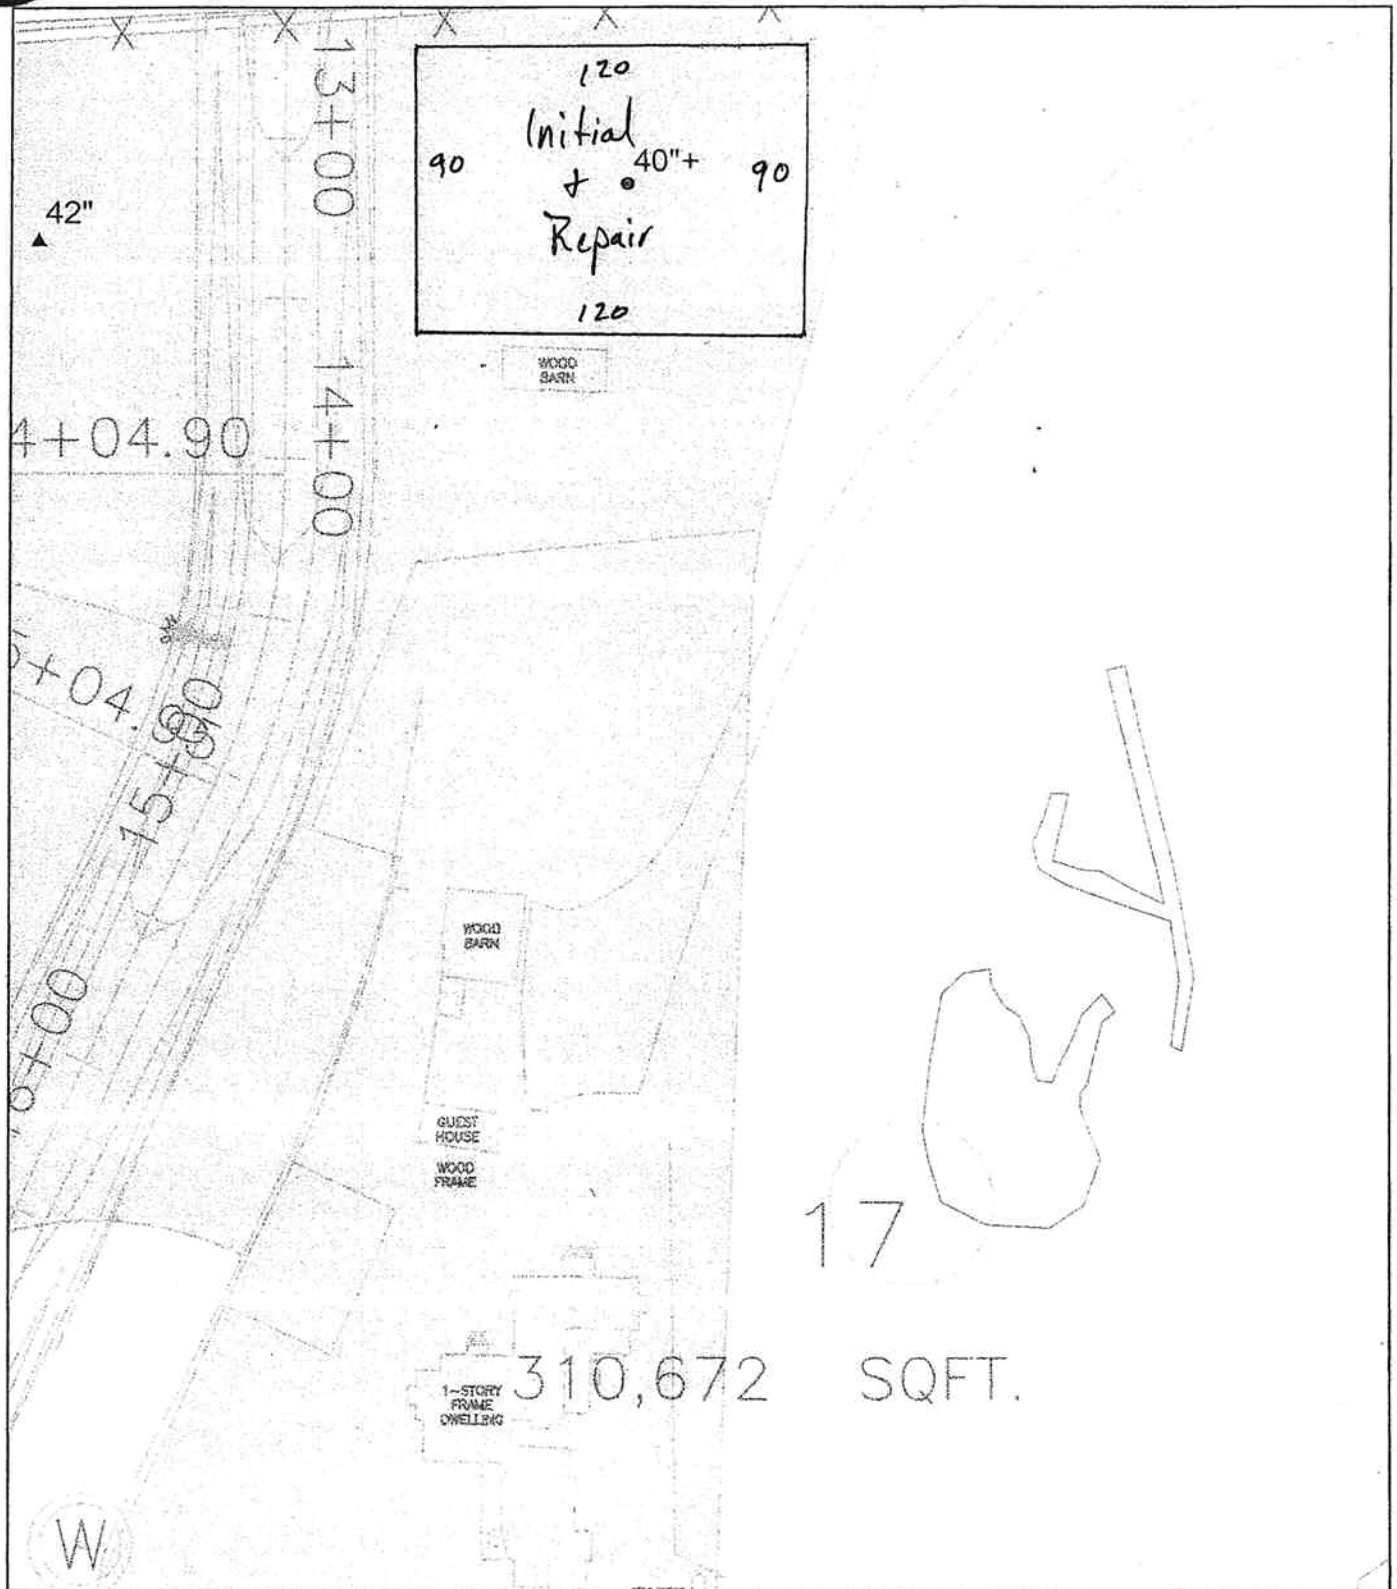 13+00
120
Initial
90
40"+
90
+
42"
Repair
120
WOOD
BARN
14+00
4+04.90
5+04.90
15+00
WOOD
BARN
6+00
GUEST
HOUSE
WOOD
FRAME
17
310,672 SQFT.
1-STORY
FRAME
DWELLING
W